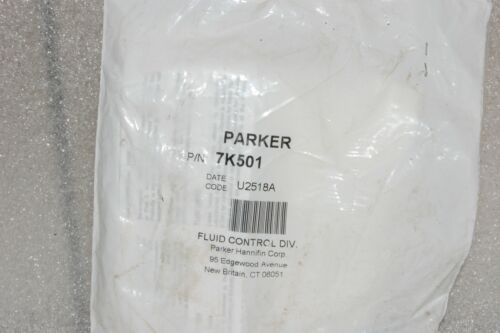 PARKER
P/N 7K501
DATE
CODE U2518A
FLUID CONTROL DIV.
Parker Hannifin Corp
95 Edgewood Avenue
New Britain, CT 06051